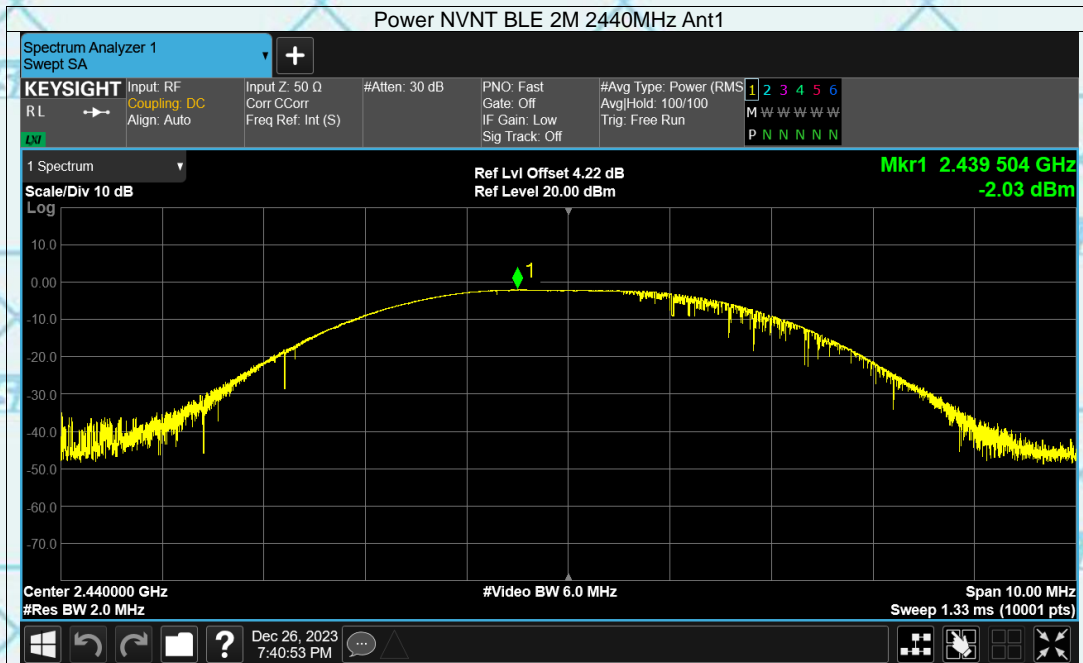 Power NVNT BLE 2M 2440MHz Ant1
Spectrum Analyzer 1
Swept SA
+
KEYSIGHT
R L
LXI
Input: RF
Coupling: DC
Align: Auto
Input Z: 50 Ω
Corr CCorr
Freq Ref: Int (S)
#Atten: 30 dB
PNO: Fast
Gate: Off
IF Gain: Low
Sig Track: Off
#Avg Type: Power (RMS
Avg|Hold: 100/100
Trig: Free Run
1 2 3 4 5 6
M W W W W W
P N N N N N
1 Spectrum
Scale/Div 10 dB
Log
Ref Lvl Offset 4.22 dB
Ref Level 20.00 dBm
Mkr1 2.439 504 GHz
-2.03 dBm
10.0
0.00
-10.0
-20.0
-30.0
-40.0
-50.0
-60.0
-70.0
1
Center 2.440000 GHz
#Res BW 2.0 MHz
#Video BW 6.0 MHz
Span 10.00 MHz
Sweep 1.33 ms (10001 pts)
?
Dec 26, 2023
7:40:53 PM